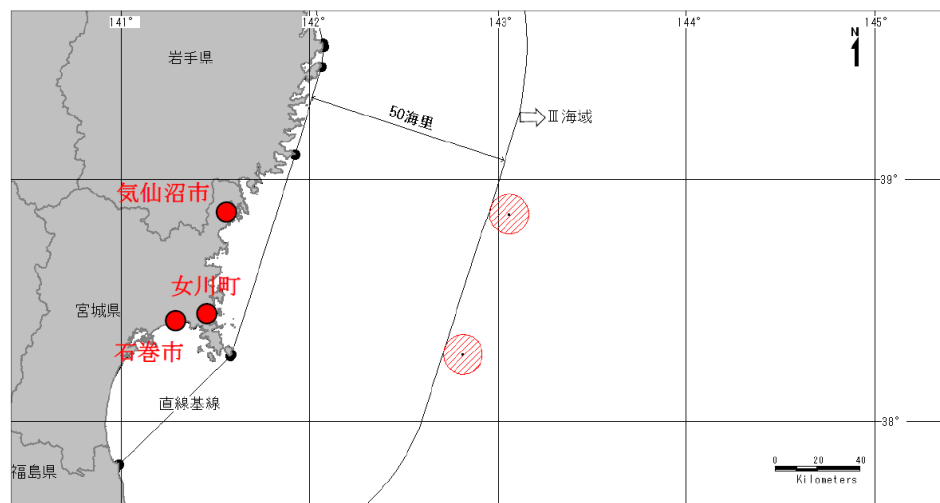 141°
142°
143°
144°
145°
岩手県
N
50海里
Ⅲ海域
39°
気仙沼市
女川町
宮城県
石巻市
直線基線
38°
福島県
0 20 40
Kilometers